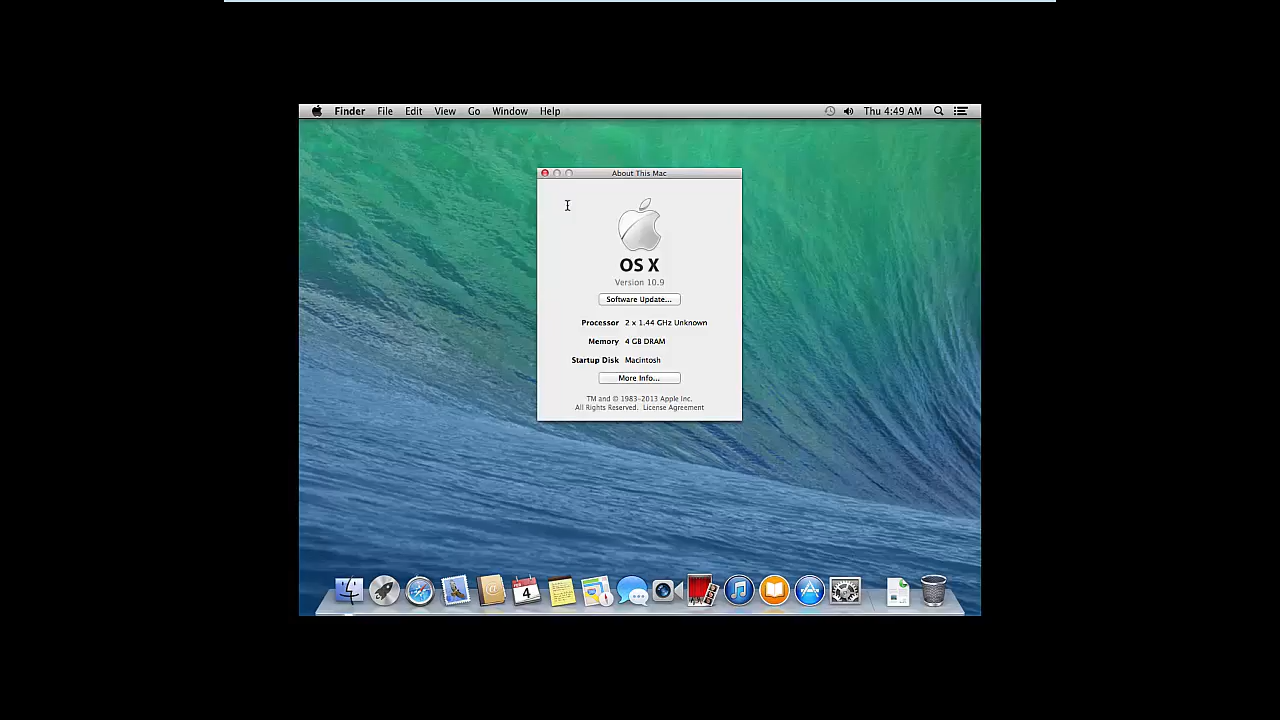 Finder File Edit View Go Window Help Thu 4:49 AM
About This Mac
OS X
Version 10.9
Software Update...
Processor 2 x 1.44 GHz Unknown
Memory 4 GB DRAM
Startup Disk Macintosh
More Info...
TM and © 1983-2013 Apple Inc.
All Rights Reserved. License Agreement
4